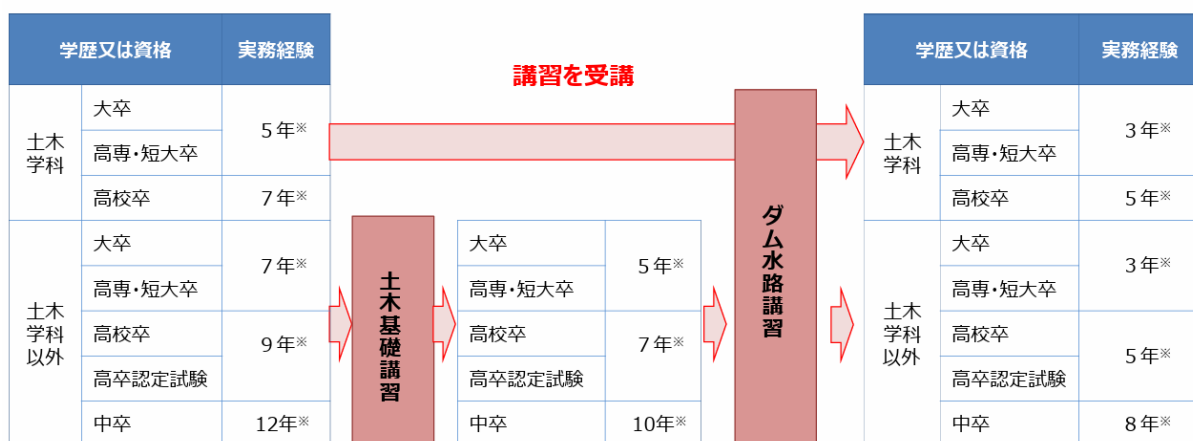 学歴又は資格 実務経験
土木
学科
大卒
高専・短大卒
5年※
高校卒 7年※
土木
学科
以外
大卒
高専・短大卒
7年※
高校卒
高卒認定試験
9年※
中卒 12年※
講習を受講
土木基礎講習
大卒
高専・短大卒
5年※
高校卒
高卒認定試験
7年※
中卒 10年※
ダム水路講習
学歴又は資格 実務経験
土木
学科
大卒
高専・短大卒
3年※
高校卒 5年※
土木
学科
以外
大卒
高専・短大卒
3年※
高校卒
高卒認定試験
5年※
中卒 8年※